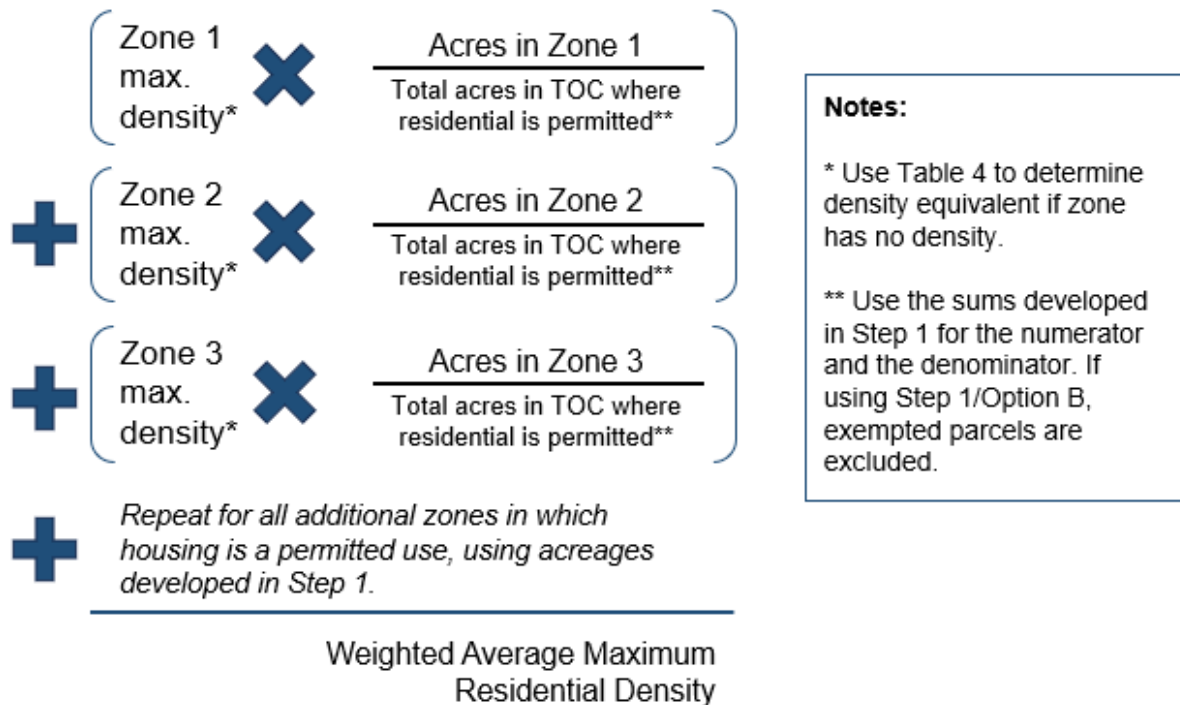 Zone 1
max.
density*
Acres in Zone 1
Total acres in TOC where
residential is permitted**
Zone 2
max.
density*
Acres in Zone 2
Total acres in TOC where
residential is permitted**
Zone 3
max.
density*
Acres in Zone 3
Total acres in TOC where
residential is permitted**
Repeat for all additional zones in which
housing is a permitted use, using acreages
developed in Step 1.
Weighted Average Maximum
Residential Density
Notes:
* Use Table 4 to determine
density equivalent if zone
has no density.
** Use the sums developed
in Step 1 for the numerator
and the denominator. If
using Step 1/Option B,
exempted parcels are
excluded.